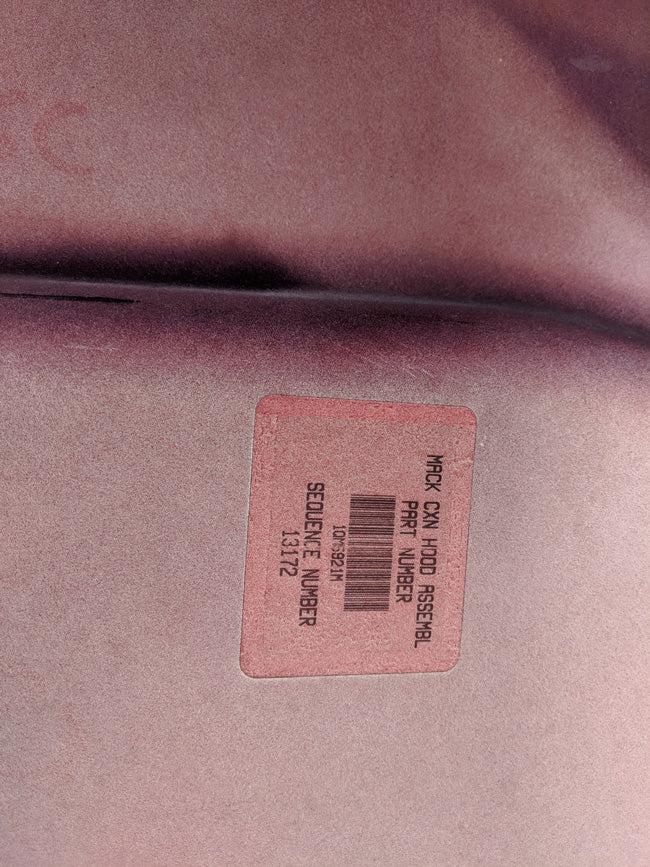 MACK CXN HOOD ASSEMBL
PART NUMBER
SEQUENCE NUMBER
13172